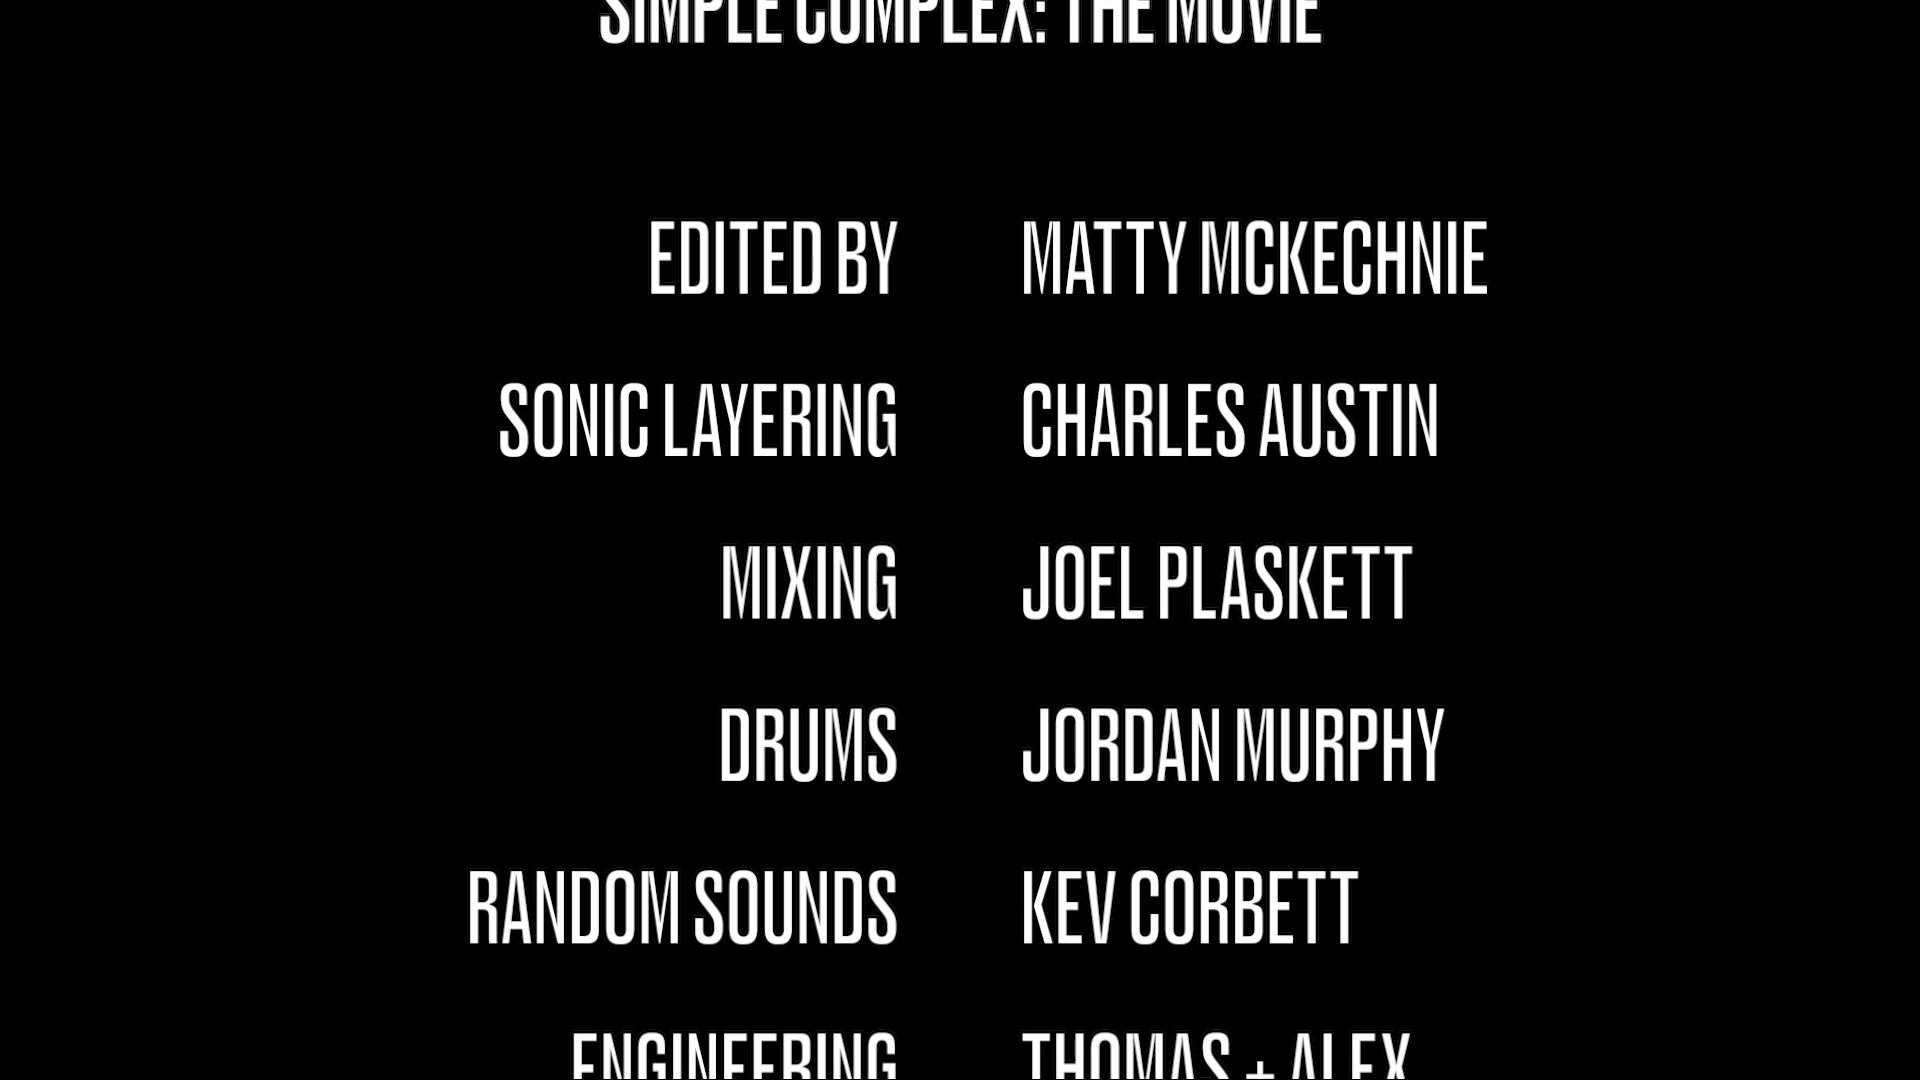 SIMPLE COMPLEX: THE MOVIE
EDITED BY MATTY MCKECHNIE
SONIC LAYERING CHARLES AUSTIN
MIXING JOEL PLASKETT
DRUMS JORDAN MURPHY
RANDOM SOUNDS KEV CORBETT
ENGINEERING THOMAS + ALEX